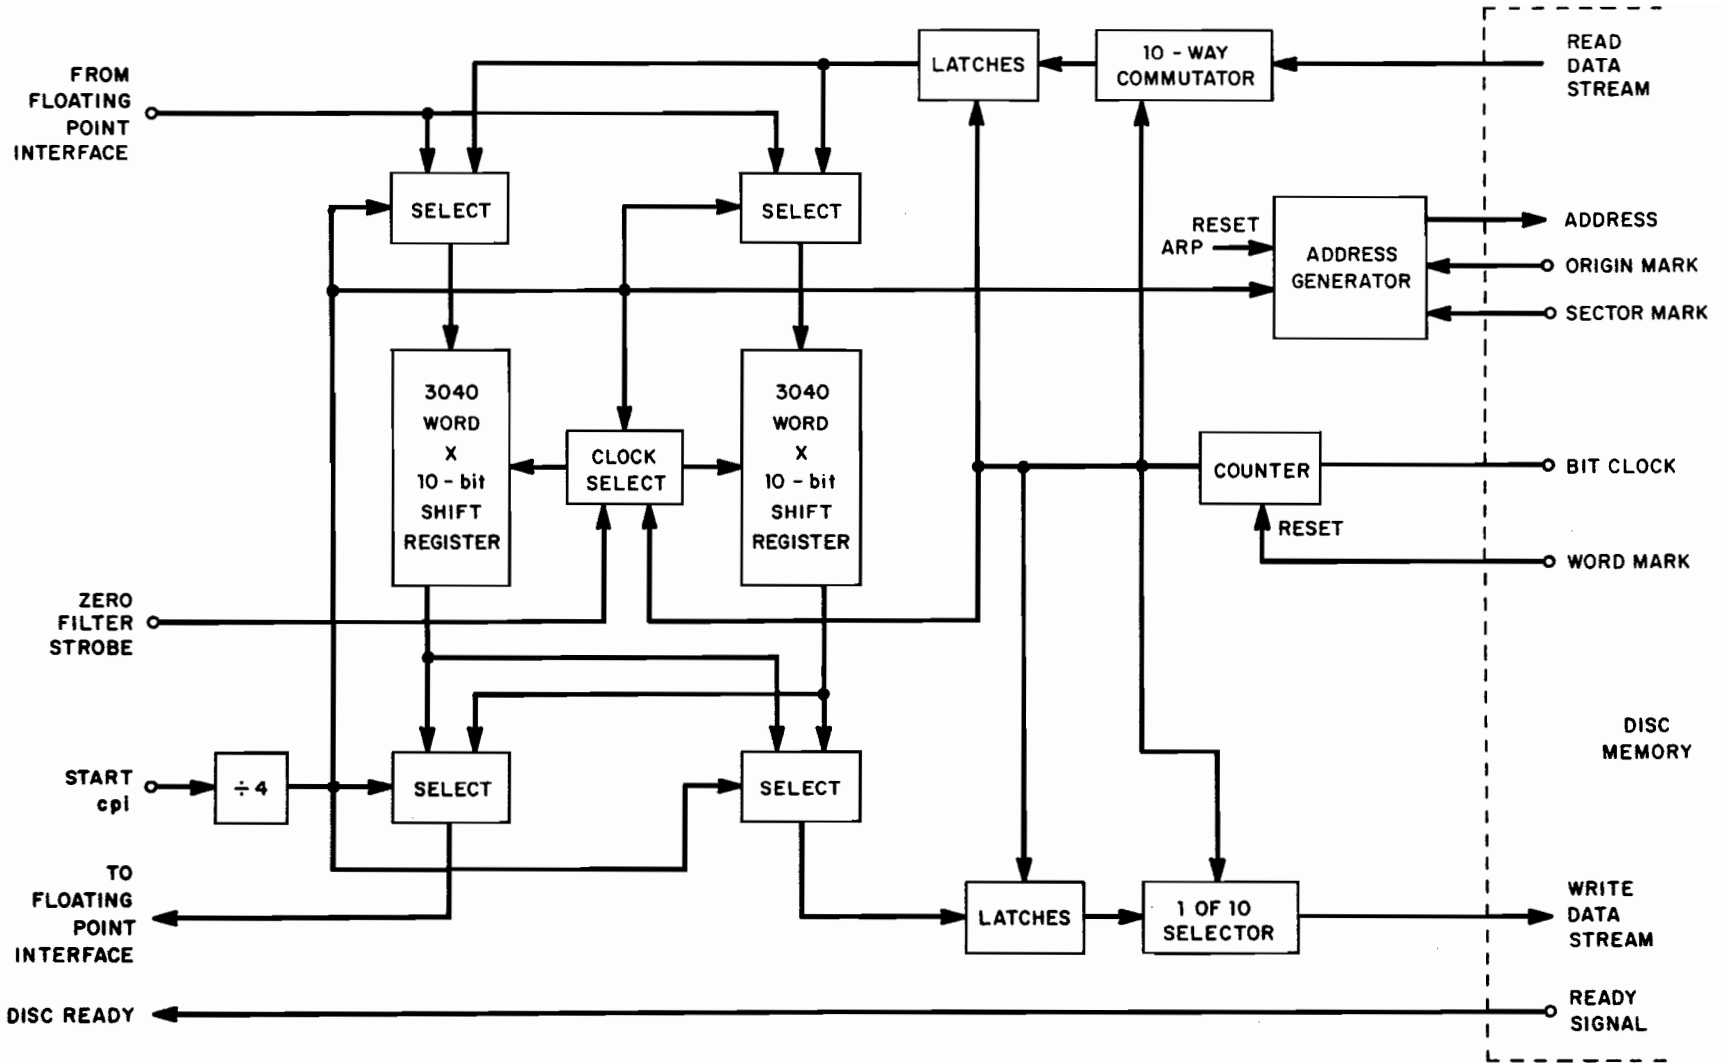 FROM
FLOATING
POINT
INTERFACE
LATCHES
10 - WAY
COMMUTATOR
READ
DATA
STREAM
SELECT
SELECT
RESET
ARP
ADDRESS
GENERATOR
ADDRESS
ORIGIN MARK
SECTOR MARK
3040
WORD
X
10 - bit
SHIFT
REGISTER
CLOCK
SELECT
3040
WORD
X
10 - bit
SHIFT
REGISTER
COUNTER
BIT CLOCK
RESET
WORD MARK
ZERO
FILTER
STROBE
DISC
MEMORY
START
cpi
÷4
SELECT
SELECT
TO
FLOATING
POINT
INTERFACE
LATCHES
1 OF 10
SELECTOR
WRITE
DATA
STREAM
DISC READY
READY
SIGNAL